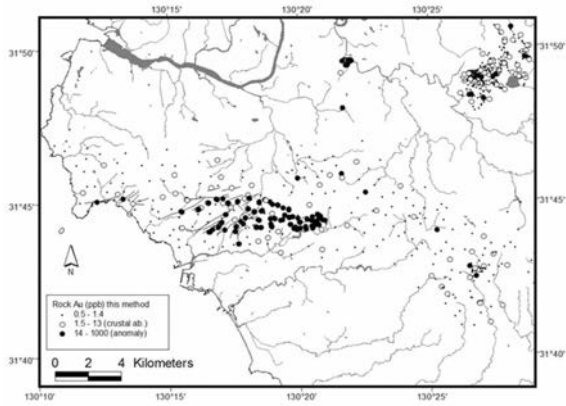 130°15' 130°20' 130°25'
31°50' 31°50'
31°45' 31°45'
N
Rock Au (ppb) this method
0.5 - 1.4
1.5 - 13 (crustal ab.)
14 - 1000 (anomaly)
31°40' 31°40'
0 2 4 Kilometers
130°10' 130°15' 130°20' 130°25'